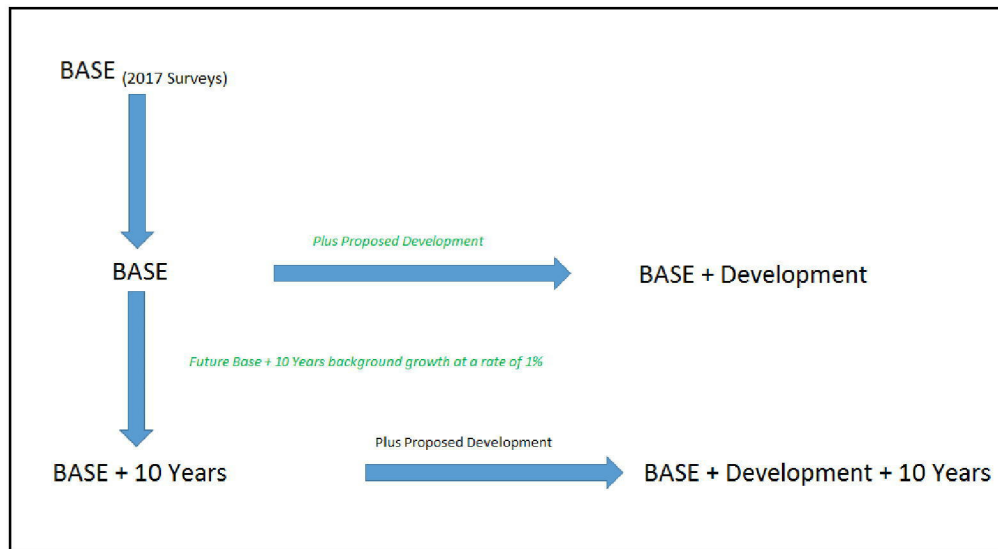 BASE (2017 Surveys)
Plus Proposed Development
BASE
BASE + Development
Future Base + 10 Years background growth at a rate of 1%
Plus Proposed Development
BASE + 10 Years
BASE + Development + 10 Years